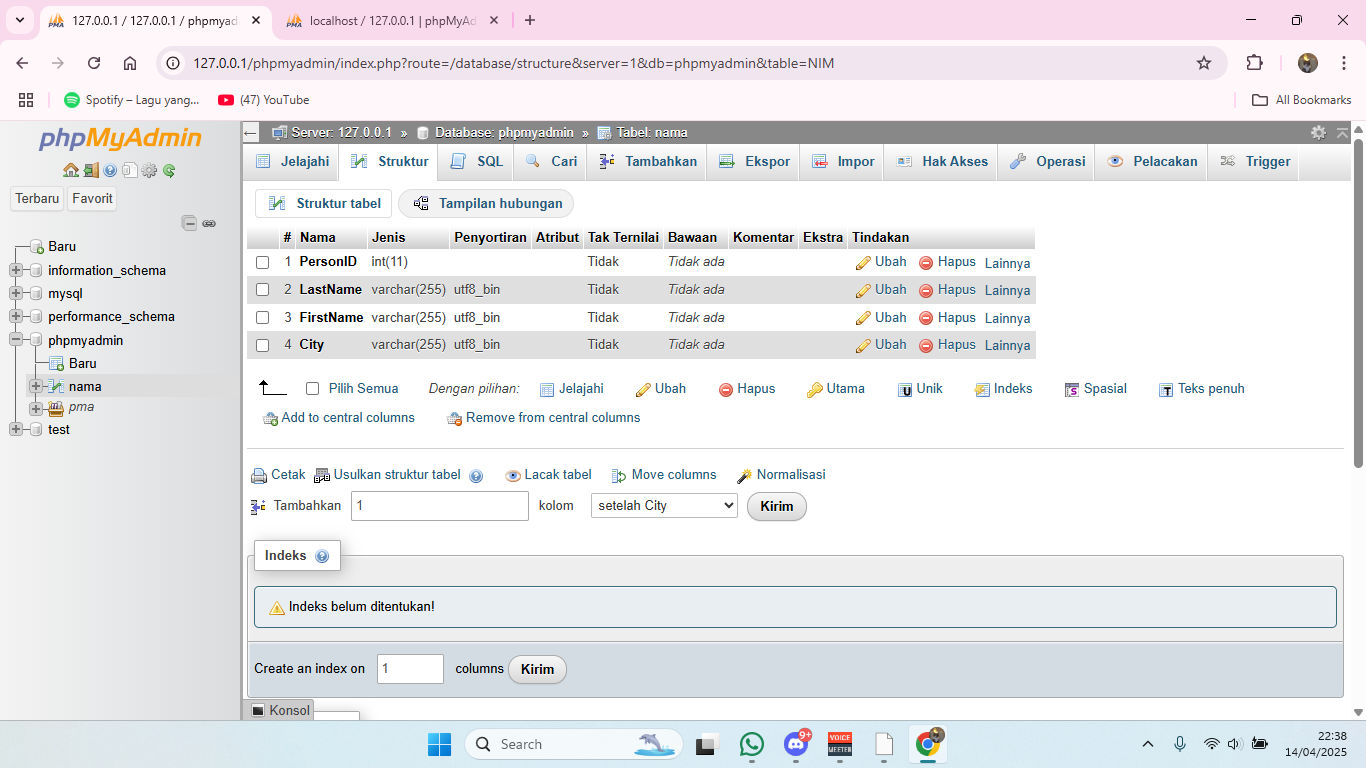 127.0.0.1 / 127.0.0.1 / phpmyad
localhost / 127.0.0.1 | phpMyAd
127.0.0.1/phpmyadmin/index.php?route=/database/structure&server=1&db=phpmyadmin&table=NIM
Spotify – Lagu yang...
(47) YouTube
All Bookmarks
phpMyAdmin
Terbaru Favorit
Baru
information_schema
mysql
performance_schema
phpmyadmin
Baru
nama
pma
test
Server: 127.0.0.1 » Database: phpmyadmin » Tabel: nama
Jelajahi Struktur SQL Cari Tambahkan Ekspor Impor Hak Akses Operasi Pelacakan Trigger
Struktur tabel Tampilan hubungan
# Nama Jenis Penyortiran Atribut Tak Ternilai Bawaan Komentar Ekstra Tindakan
1 PersonID int(11) Tidak Tidak ada Ubah Hapus Lainnya
2 LastName varchar(255) utf8_bin Tidak Tidak ada Ubah Hapus Lainnya
3 FirstName varchar(255) utf8_bin Tidak Tidak ada Ubah Hapus Lainnya
4 City varchar(255) utf8_bin Tidak Tidak ada Ubah Hapus Lainnya
Pilih Semua Dengan pilihan: Jelajahi Ubah Hapus Utama Unik Indeks Spasial Teks penuh
Add to central columns Remove from central columns
Cetak Usulkan struktur tabel Lacak tabel Move columns Normalisasi
Tambahkan 1 kolom setelah City Kirim
Indeks
Indeks belum ditentukan!
Create an index on 1 columns Kirim
Konsol
Search
9+
VOICE
MEETER
22:38
14/04/2025